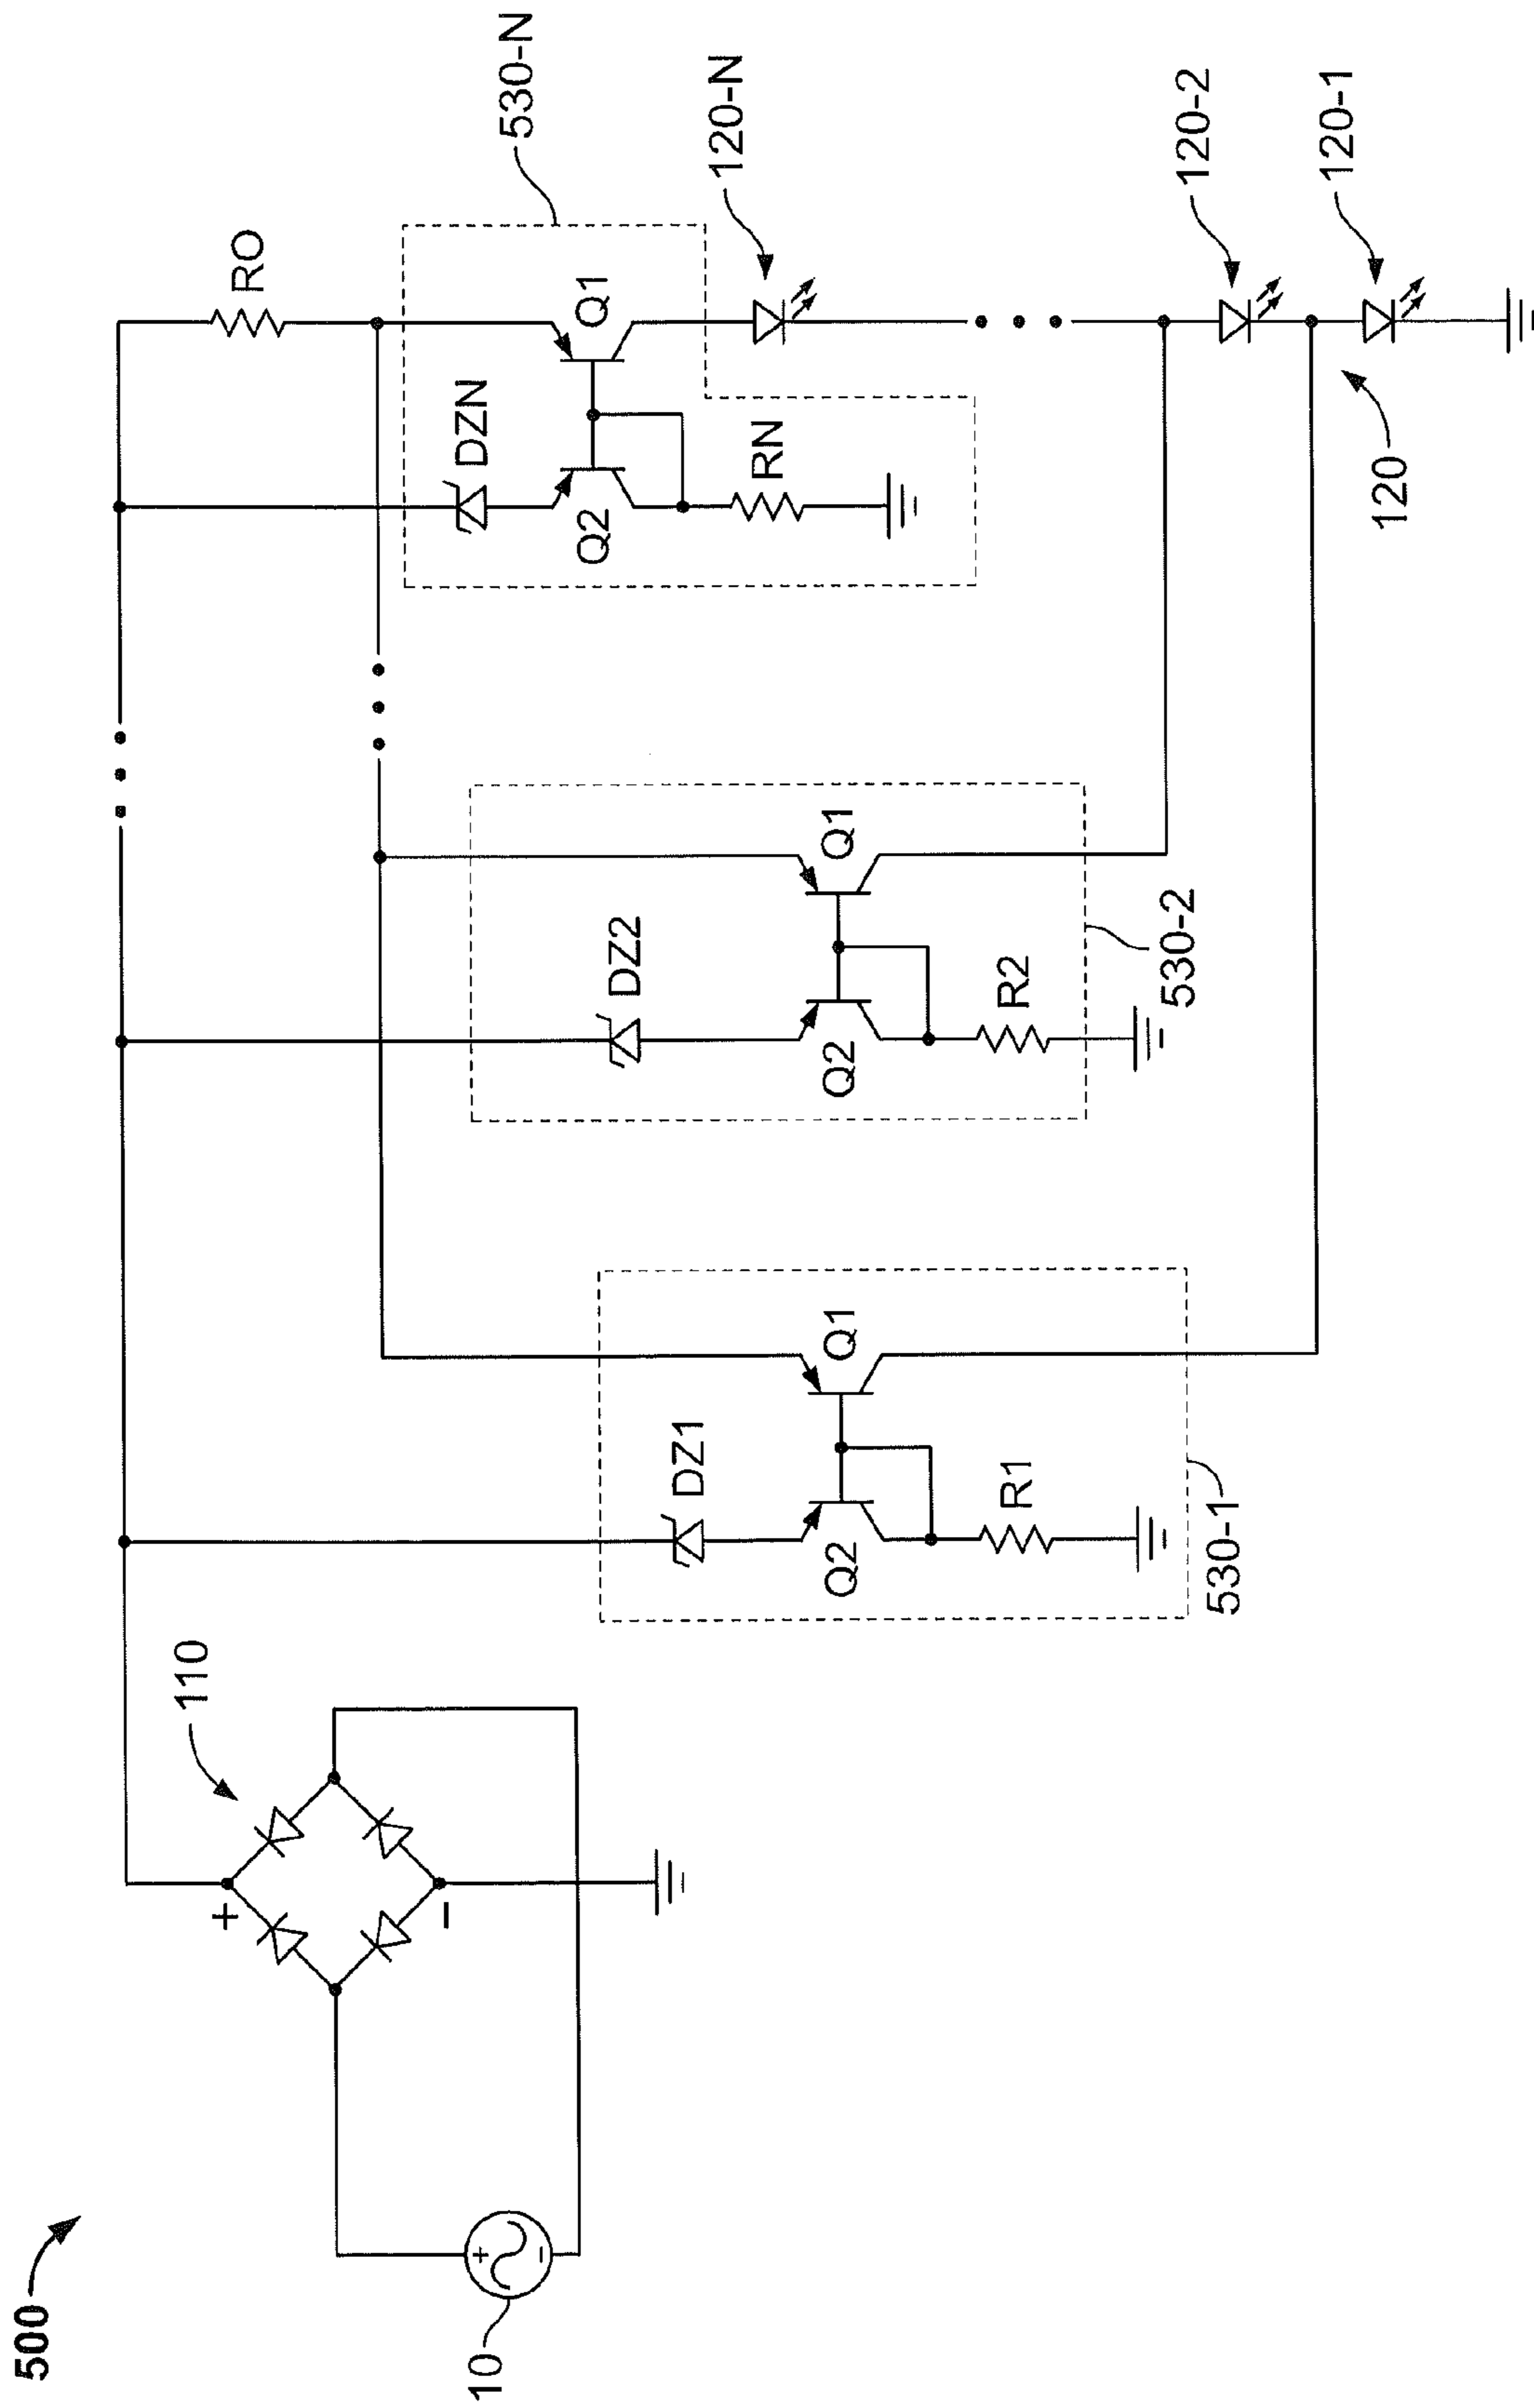 500
10
+
−
110
+
−
530-1
DZ1
Q2
Q1
R1
530-2
DZ2
Q2
Q1
R2
530-N
DZN
Q2
Q1
RN
RO
120-N
120-2
120-1
120